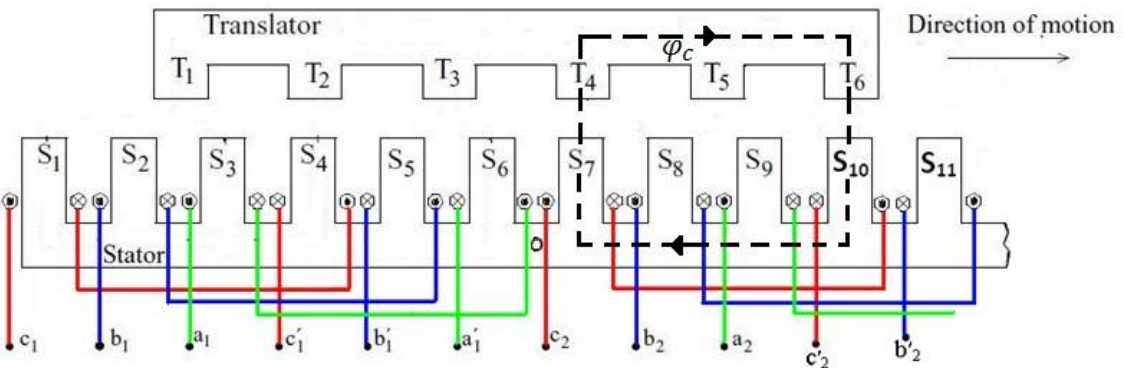 Translator
Direction of motion
φc
T1 T2 T3 T4 T5 T6
S1 S2 S3 S4 S5 S6 S7 S8 S9 S10 S11
O
Stator
c1 b1 a1 c′1 b′1 a′1 c2 b2 a2 c′2 b′2